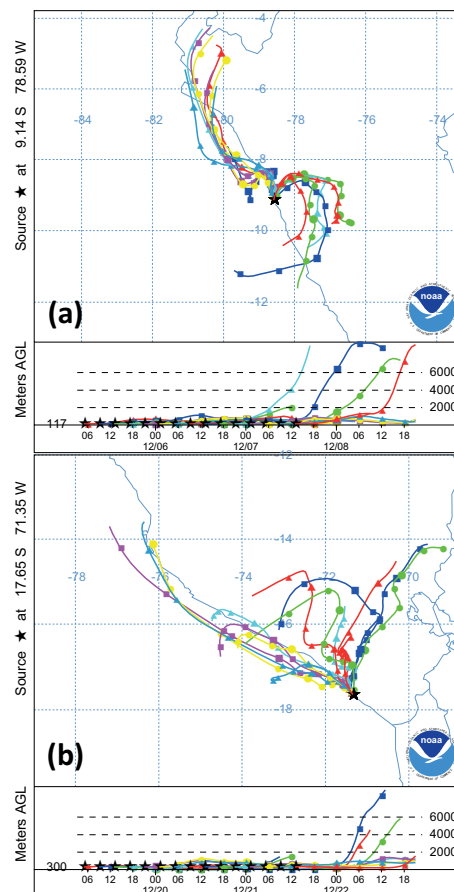 Source ★ at 9.14 S 78.59 W
-4
-6
-84
-82
-80
-78
-76
-74
-8
-10
-12
(a)
noaa
Meters AGL
6000
4000
2000
117
06 12 18 00 06 12 18 00 06 12 18 00 06 12 18
12/06 12/07 12/08
Source ★ at 17.65 S 71.35 W
-12
-14
-78
-76
-74
-72
-70
-16
-18
(b)
noaa
Meters AGL
6000
4000
2000
300
06 12 18 00 06 12 18 00 06 12 18 00 06 12 18
12/20 12/21 12/22